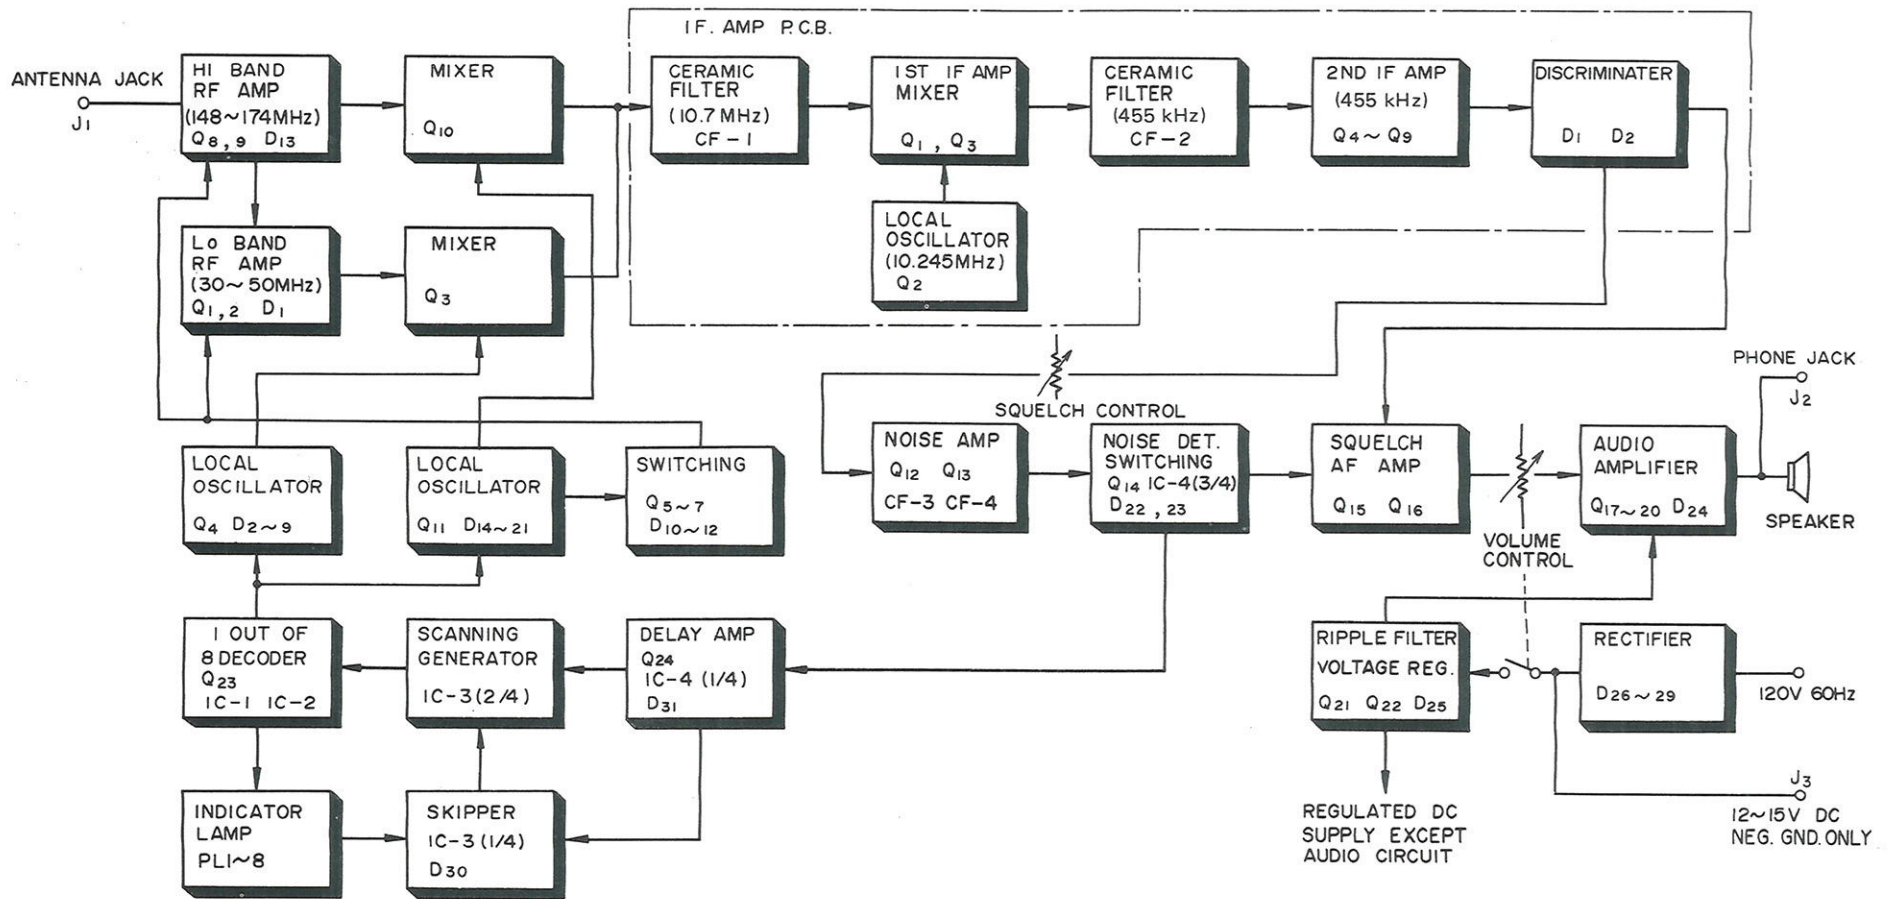 IF. AMP P.C.B.
ANTENNA JACK
J1
HI BAND
RF AMP
(148~174MHz)
Q8,9 D13
MIXER
Q10
CERAMIC
FILTER
(10.7 MHz)
CF-1
1ST IF AMP
MIXER
Q1, Q3
CERAMIC
FILTER
(455 kHz)
CF-2
2ND IF AMP
(455 kHz)
Q4~Q9
DISCRIMINATER
D1 D2
Lo BAND
RF AMP
(30~50MHz)
Q1,2 D1
MIXER
Q3
LOCAL
OSCILLATOR
(10.245MHz)
Q2
SQUELCH CONTROL
PHONE JACK
J2
LOCAL
OSCILLATOR
Q4 D2~9
LOCAL
OSCILLATOR
Q11 D14~21
SWITCHING
Q5~7
D10~12
NOISE AMP
Q12 Q13
CF-3 CF-4
NOISE DET.
SWITCHING
Q14 IC-4(3/4)
D22,23
SQUELCH
AF AMP
Q15 Q16
VOLUME
CONTROL
AUDIO
AMPLIFIER
Q17~20 D24
SPEAKER
1 OUT OF
8 DECODER
Q23
IC-1 IC-2
SCANNING
GENERATOR
IC-3(2/4)
DELAY AMP
Q24
IC-4 (1/4)
D31
RIPPLE FILTER
VOLTAGE REG.
Q21 Q22 D25
RECTIFIER
D26~29
120V 60Hz
INDICATOR
LAMP
PL1~8
SKIPPER
IC-3(1/4)
D30
REGULATED DC
SUPPLY EXCEPT
AUDIO CIRCUIT
J3
12~15V DC
NEG. GND. ONLY